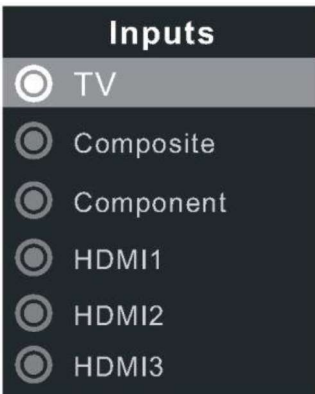 Inputs
TV
Composite
Component
HDMI1
HDMI2
HDMI3